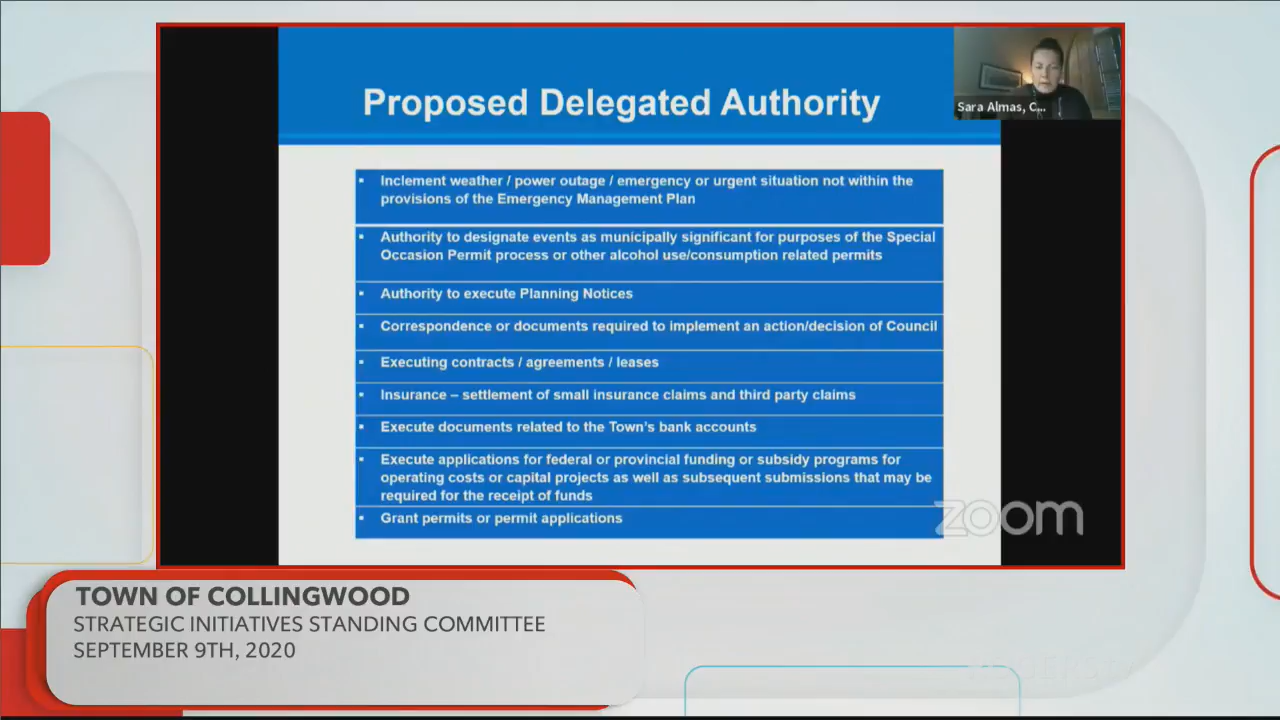 Proposed Delegated Authority
Sara Almas, C...
▪ Inclement weather / power outage / emergency or urgent situation not within the
provisions of the Emergency Management Plan
▪ Authority to designate events as municipally significant for purposes of the Special
Occasion Permit process or other alcohol use/consumption related permits
▪ Authority to execute Planning Notices
▪ Correspondence or documents required to implement an action/decision of Council
▪ Executing contracts / agreements / leases
▪ Insurance – settlement of small insurance claims and third party claims
▪ Execute documents related to the Town's bank accounts
▪ Execute applications for federal or provincial funding or subsidy programs for
operating costs or capital projects as well as subsequent submissions that may be
required for the receipt of funds
▪ Grant permits or permit applications
zoom
TOWN OF COLLINGWOOD
STRATEGIC INITIATIVES STANDING COMMITTEE
SEPTEMBER 9TH, 2020